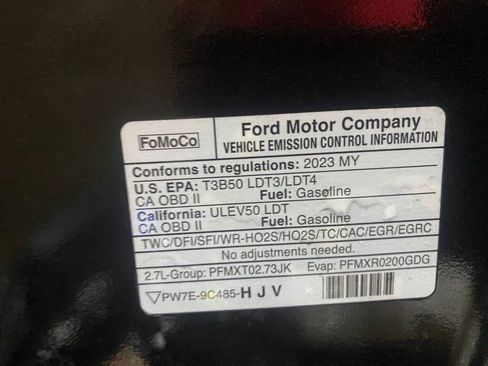 FoMoCo
Ford Motor Company
VEHICLE EMISSION CONTROL INFORMATION
Conforms to regulations: 2023 MY
U.S. EPA: T3B50 LDT3/LDT4
CA OBD II Fuel: Gasoline
California: ULEV50 LDT
CA OBD II Fuel: Gasoline
TWC/DFI/SFI/WR-HO2S/HO2S/TC/CAC/EGR/EGRC
No adjustments needed.
2.7L-Group: PFMXT02.73JK Evap: PFMXR0200GDG
PW7E-9C485-H J V